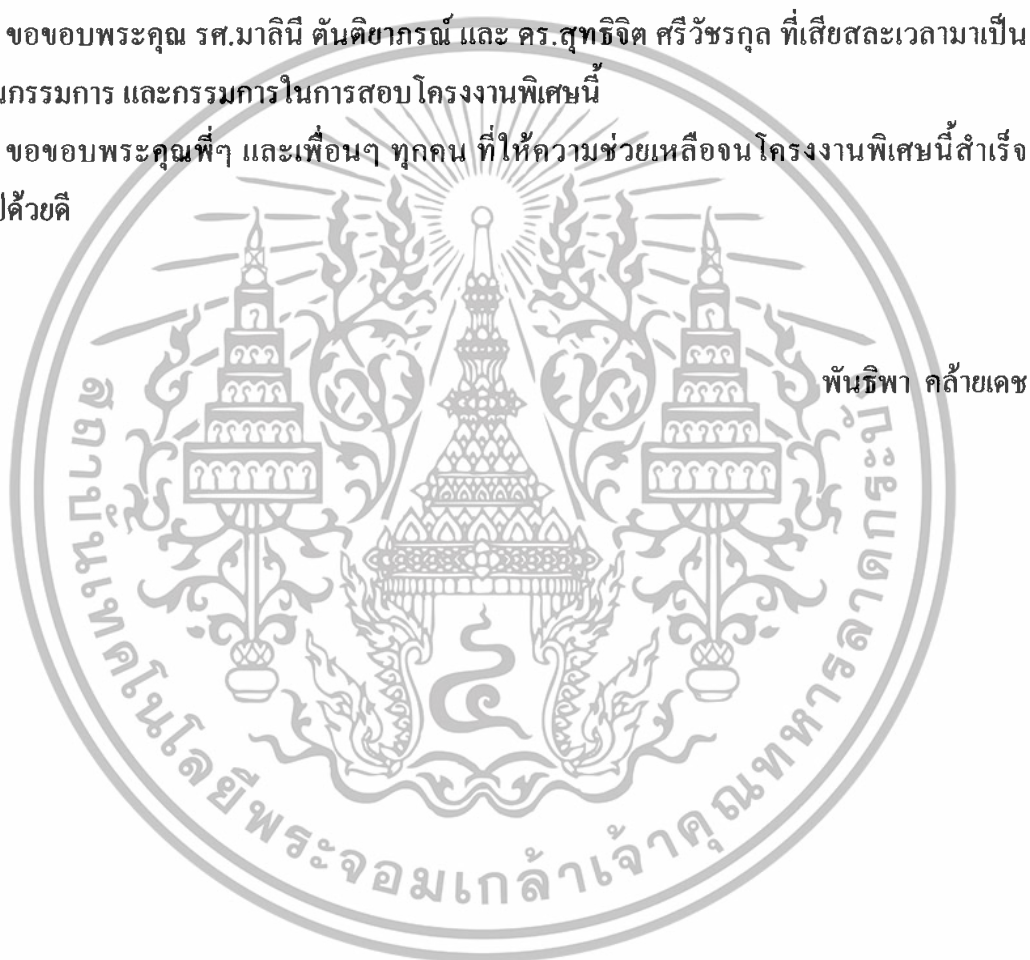 ขอขอบพระคุณ รศ.มาลินี ตันติยาภรณ์ และ ดร.สุทธิจิต ศรีวัชรกุล ที่เสียสละเวลามาเป็น
นกรรมการ และกรรมการในการสอบโครงงานพิเศษนี้
ขอขอบพระคุณพี่ๆ และเพื่อนๆ ทุกคน ที่ให้ความช่วยเหลือจนโครงงานพิเศษนี้สำเร็จ
ปด้วยดี
พันธิพา คล้ายเดช
สถาบันเทคโนโลยีพระจอมเกล้าเจ้าคุณทหารลาดกระบัง
๔